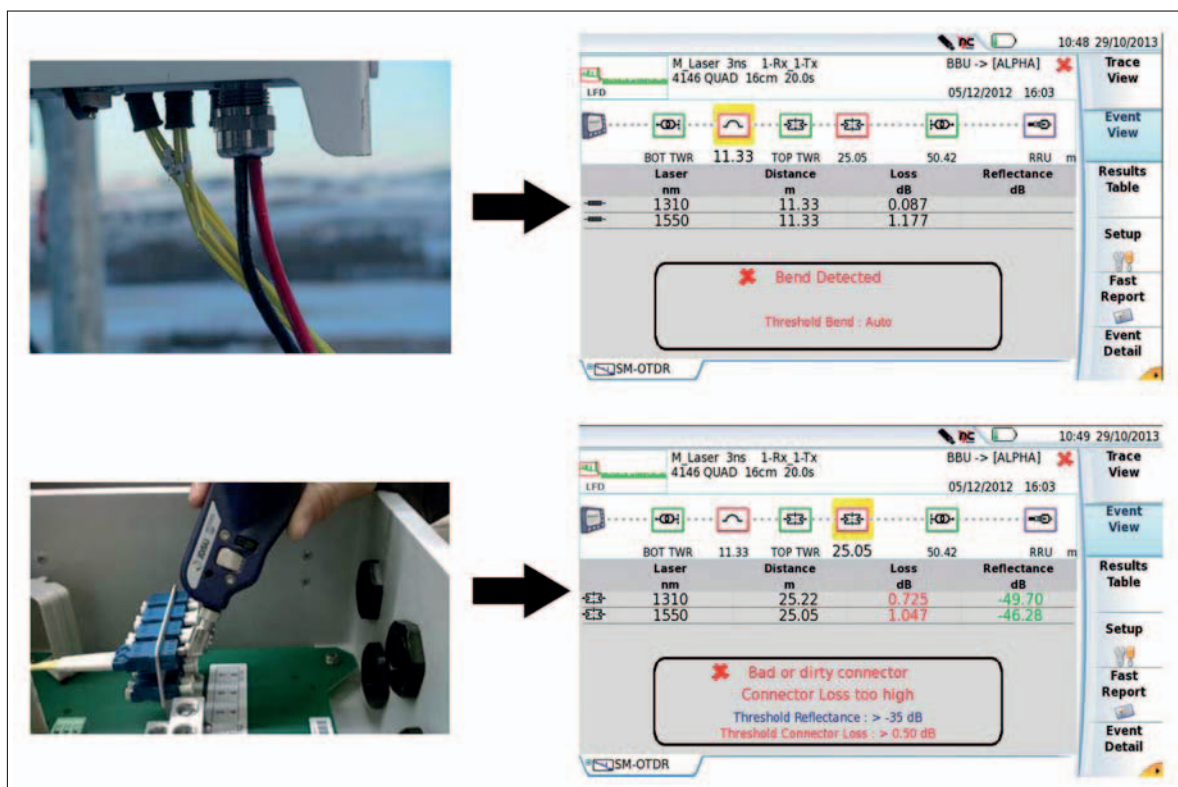 10:48 29/10/2013
M_Laser 3ns 1-Rx_1-Tx
BBU -> [ALPHA]
4146 QUAD 16cm 20.0s
LFD
05/12/2012 16:03
BOT TWR 11.33 TOP TWR 25.05 50.42 RRU m
Laser Distance Loss Reflectance
nm m dB dB
1310 11.33 0.087
1550 11.33 1.177
Bend Detected
Threshold Bend : Auto
SM-OTDR
Trace
View
Event
View
Results
Table
Setup
Fast
Report
Event
Detail
10:49 29/10/2013
M_Laser 3ns 1-Rx_1-Tx
BBU -> [ALPHA]
4146 QUAD 16cm 20.0s
LFD
05/12/2012 16:03
BOT TWR 11.33 TOP TWR 25.05 50.42 RRU m
Laser Distance Loss Reflectance
nm m dB dB
1310 25.22 0.725 -49.70
1550 25.05 1.047 -46.28
Bad or dirty connector
Connector Loss too high
Threshold Reflectance : > -35 dB
Threshold Connector Loss : > 0.50 dB
SM-OTDR
Trace
View
Event
View
Results
Table
Setup
Fast
Report
Event
Detail